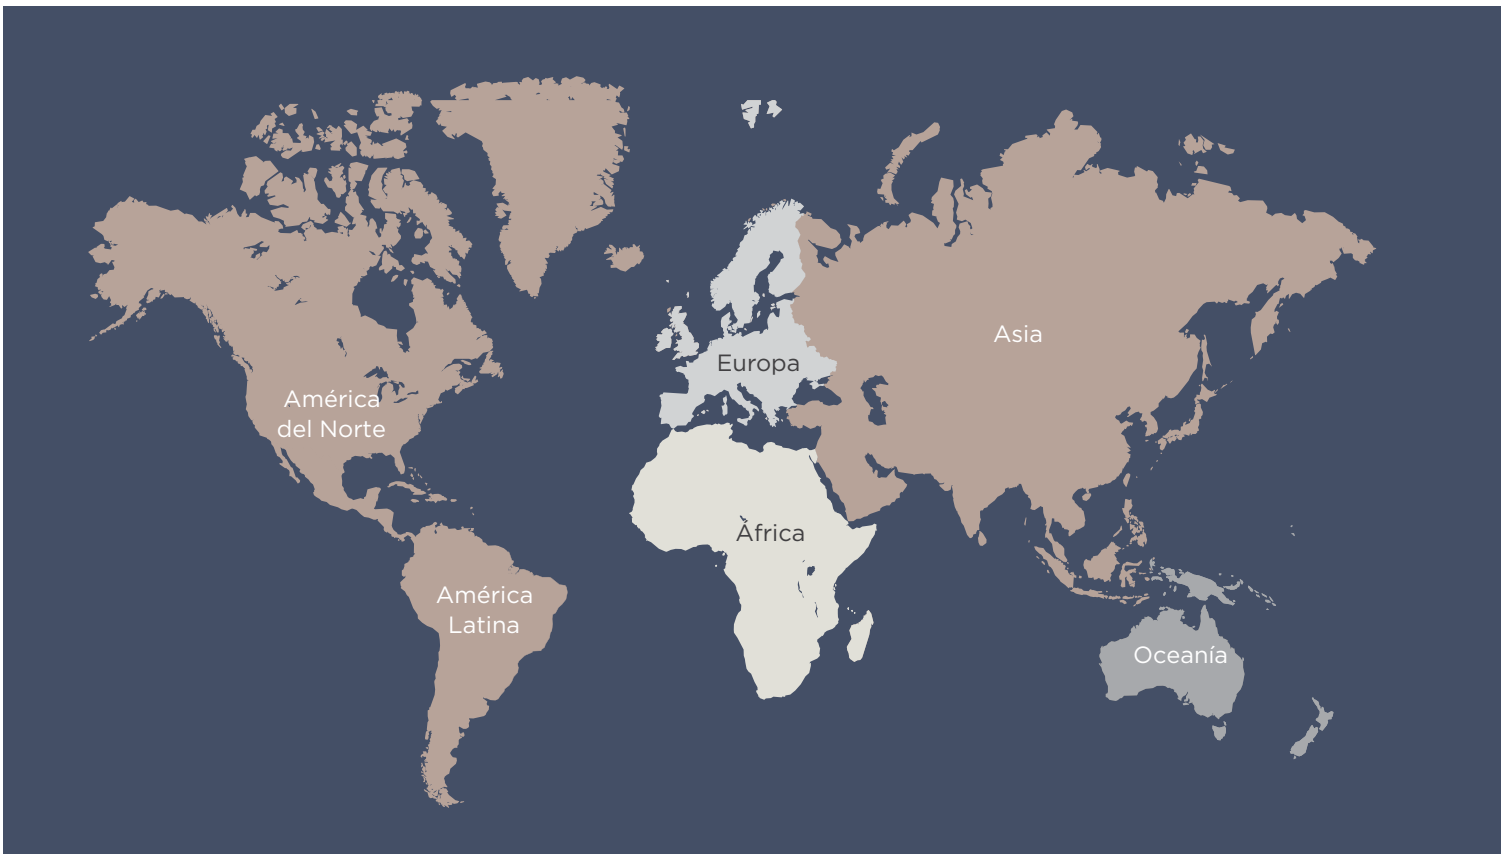 Asia
Europa
América
del Norte
África
América
Latina
Oceanía